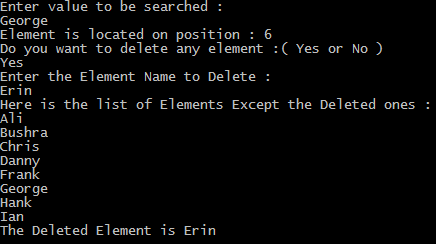 Enter value to be searched :
George
Element is located on position : 6
Do you want to delete any element :( Yes or No )
Yes
Enter the Element Name to Delete :
Erin
Here is the list of Elements Except the Deleted ones :
Ali
Bushra
Chris
Danny
Frank
George
Hank
Ian
The Deleted Element is Erin